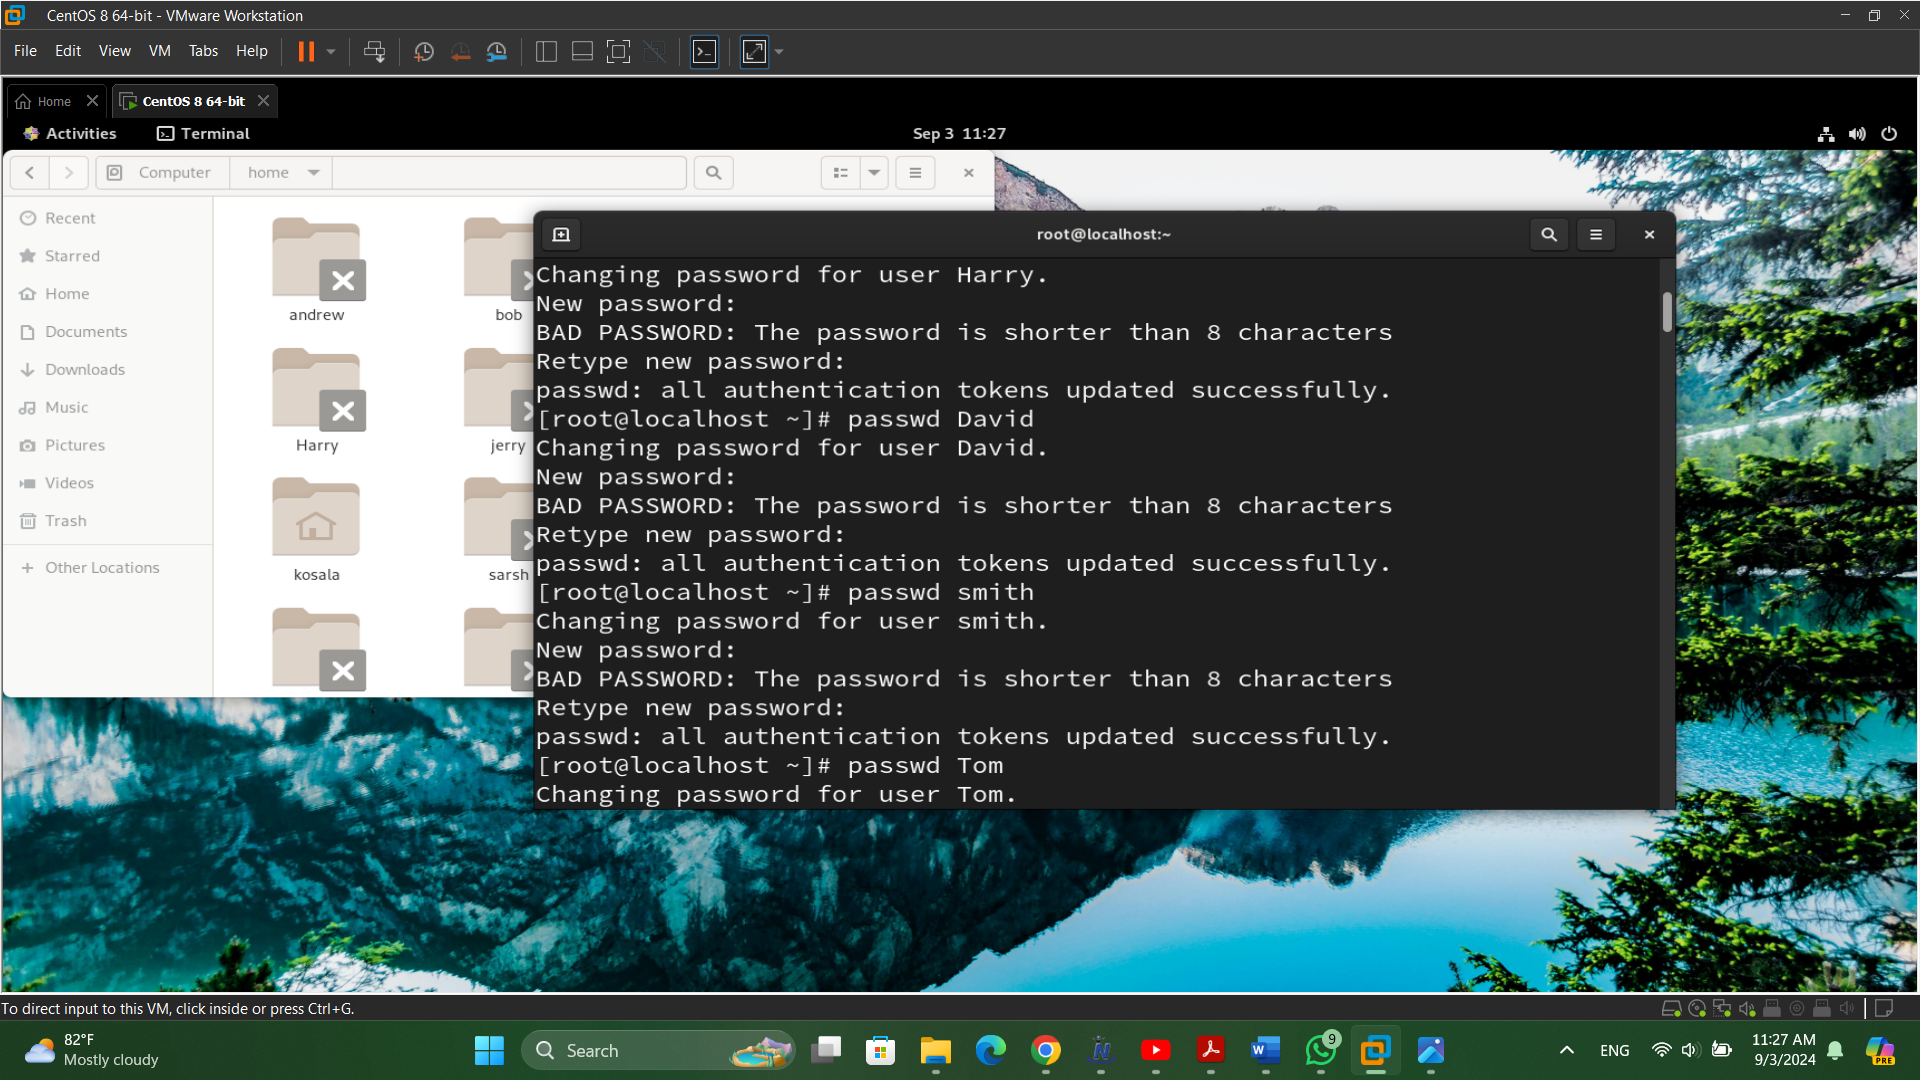 CentOS 8 64-bit - VMware Workstation
File Edit View VM Tabs Help
Home CentOS 8 64-bit
Activities Terminal Sep 3 11:27
Computer home
Recent
Starred
Home
Documents
Downloads
Music
Pictures
Videos
Trash
Other Locations
andrew bob
Harry jerry
kosala sarsh
root@localhost:~
Changing password for user Harry.
New password:
BAD PASSWORD: The password is shorter than 8 characters
Retype new password:
passwd: all authentication tokens updated successfully.
[root@localhost ~]# passwd David
Changing password for user David.
New password:
BAD PASSWORD: The password is shorter than 8 characters
Retype new password:
passwd: all authentication tokens updated successfully.
[root@localhost ~]# passwd smith
Changing password for user smith.
New password:
BAD PASSWORD: The password is shorter than 8 characters
Retype new password:
passwd: all authentication tokens updated successfully.
[root@localhost ~]# passwd Tom
Changing password for user Tom.
To direct input to this VM, click inside or press Ctrl+G.
82°F
Mostly cloudy
Search
9
ENG
11:27 AM
9/3/2024
PRE